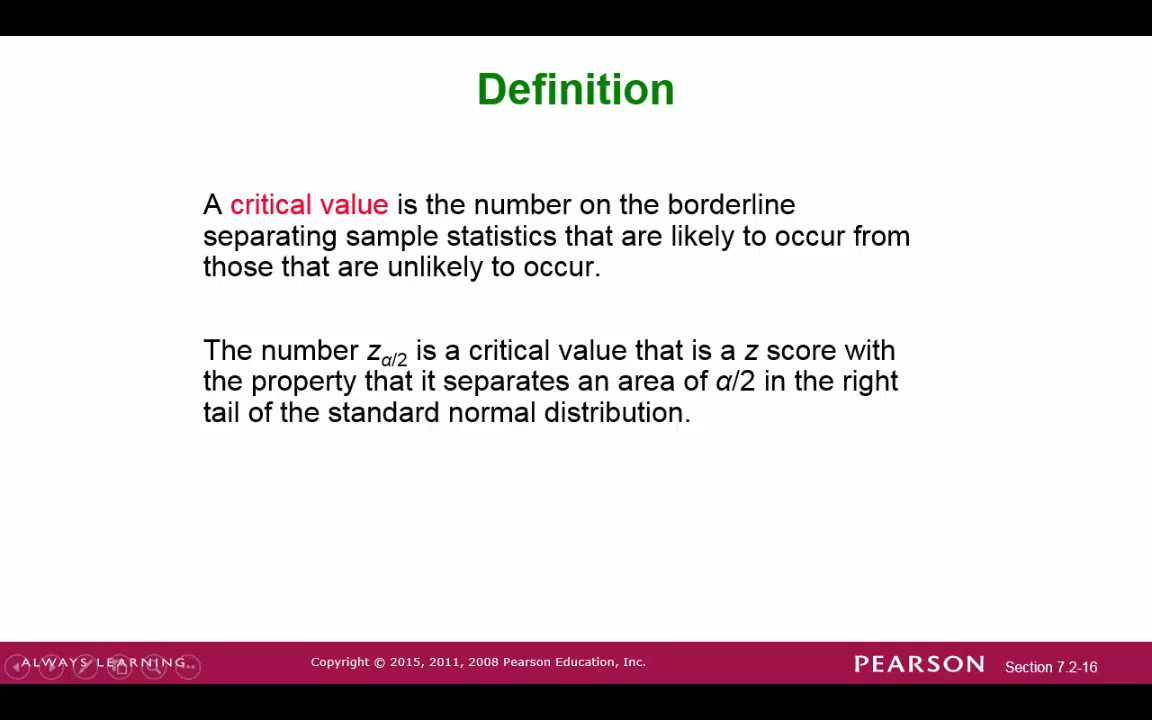 Definition
A critical value is the number on the borderline
separating sample statistics that are likely to occur from
those that are unlikely to occur.
The number zα/2 is a critical value that is a z score with
the property that it separates an area of α/2 in the right
tail of the standard normal distribution.
ALWAYS LEARNING
Copyright © 2015, 2011, 2008 Pearson Education, Inc.
PEARSON
Section 7.2-16